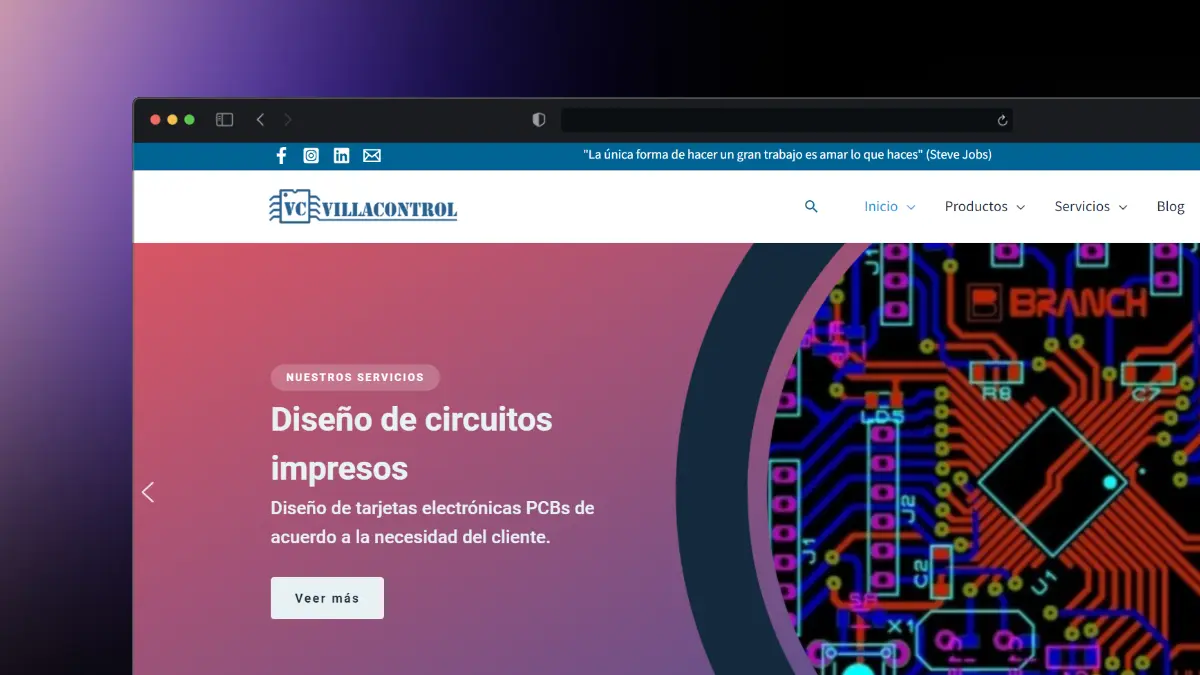 "La única forma de hacer un gran trabajo es amar lo que haces" (Steve Jobs)
VC VILLACONTROL
Inicio
Productos
Servicios
Blog
NUESTROS SERVICIOS
Diseño de circuitos
impresos
Diseño de tarjetas electrónicas PCBs de
acuerdo a la necesidad del cliente.
Veer más
J1
B BRANCH
R8
C7
LD5
J2
J1
C2
U1
S8
X1